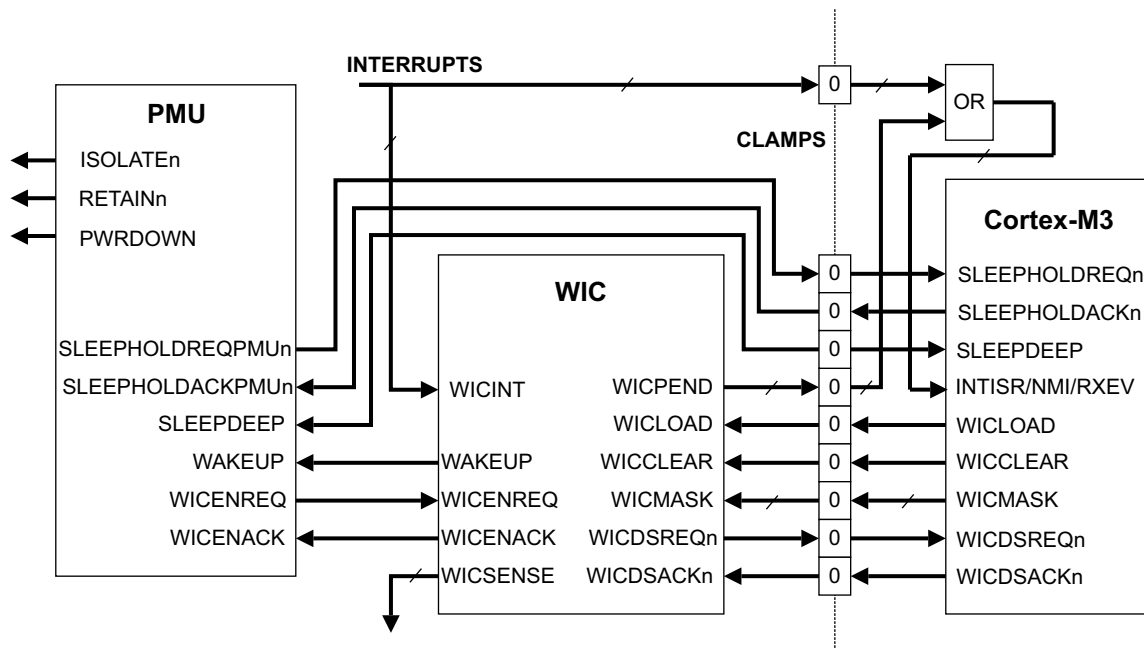 INTERRUPTS
0
OR
PMU
CLAMPS
ISOLATEn
RETAINn
PWRDOWN
Cortex-M3
WIC
0
SLEEPHOLDREQn
0
SLEEPHOLDACKn
SLEEPHOLDREQPMUn
0
SLEEPDEEP
SLEEPHOLDACKPMUn
WICINT
WICPEND
0
INTISR/NMI/RXEV
SLEEPDEEP
WICLOAD
0
WICLOAD
WAKEUP
WAKEUP
WICCLEAR
0
WICCLEAR
WICENREQ
WICENREQ
WICMASK
0
WICMASK
WICENACK
WICENACK
WICDSREQn
0
WICDSREQn
WICSENSE
WICDSACKn
0
WICDSACKn